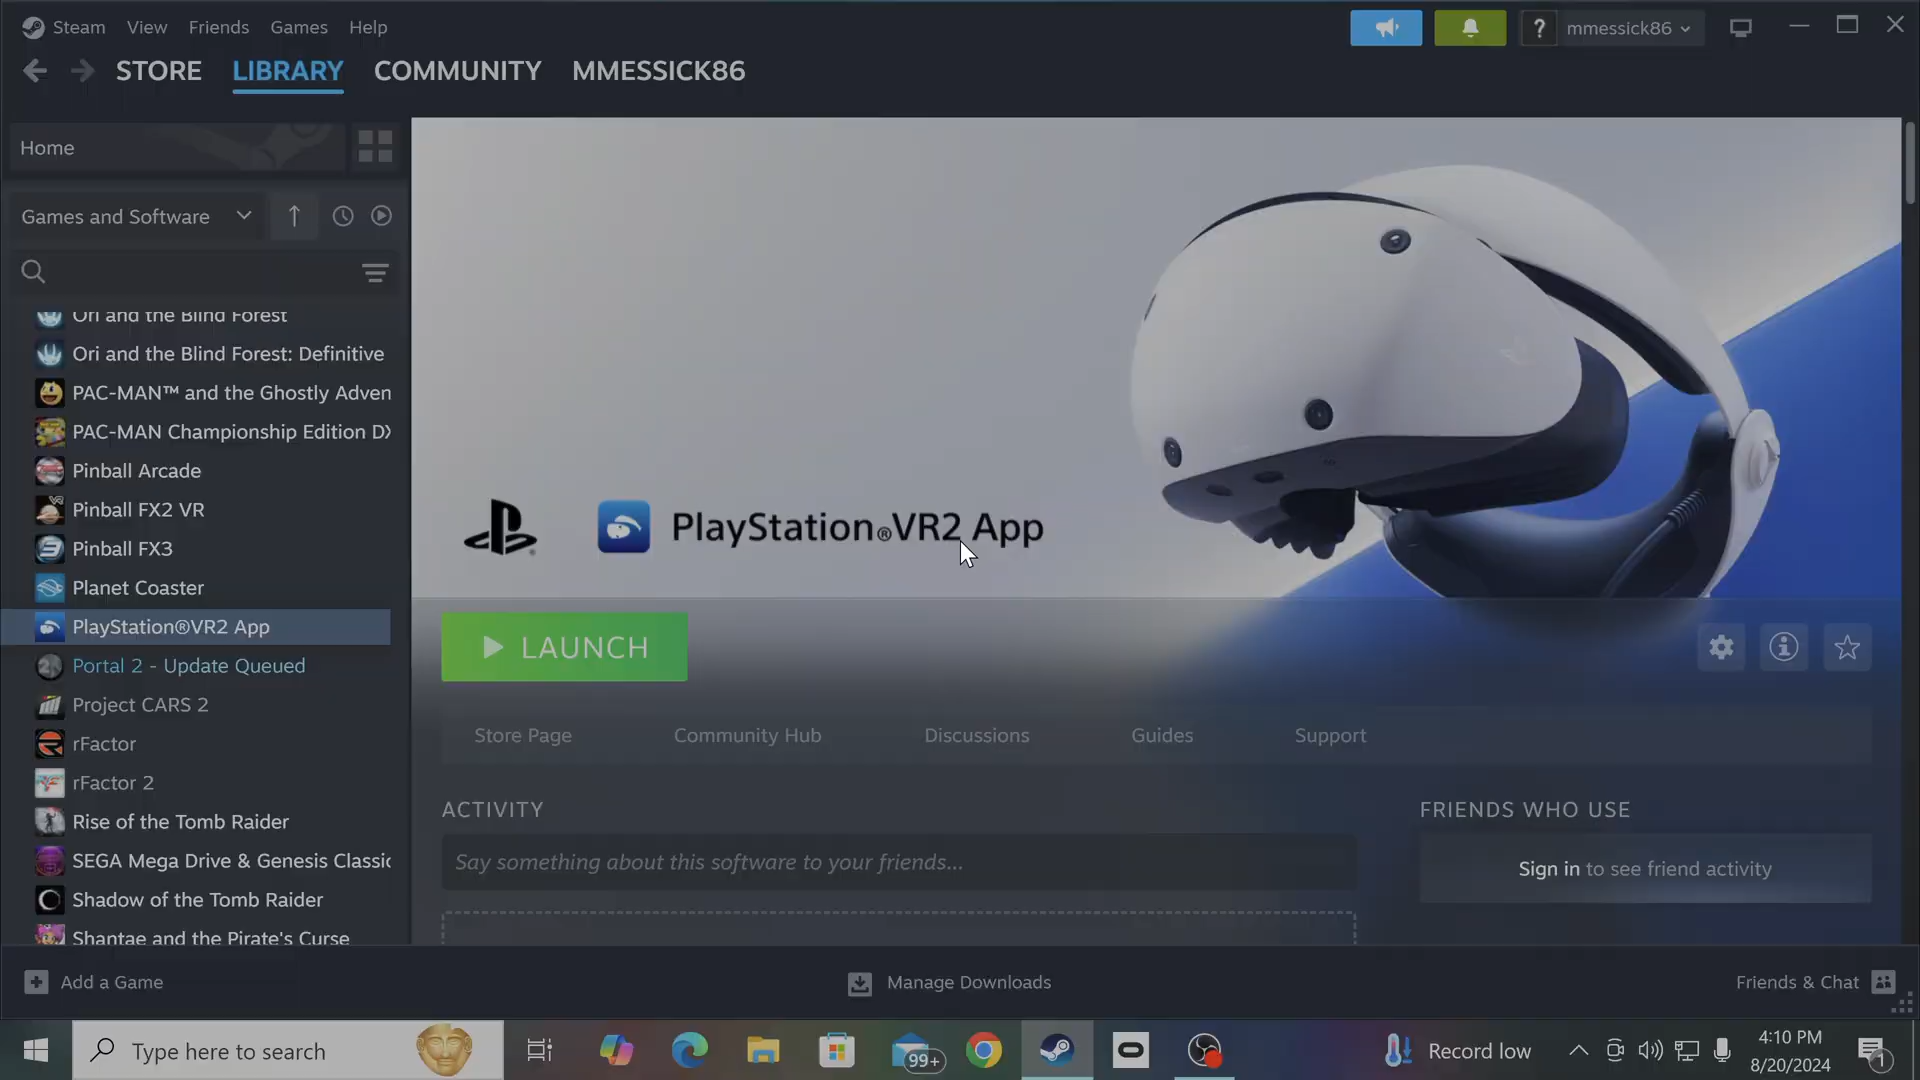 Steam View Friends Games Help
? mmessick86
STORE LIBRARY COMMUNITY MMESSICK86
Home
Games and Software
Ori and the Blind Forest
Ori and the Blind Forest: Definitive
PAC-MAN™ and the Ghostly Adven
PAC-MAN Championship Edition DX
Pinball Arcade
Pinball FX2 VR
Pinball FX3
Planet Coaster
PlayStation®VR2 App
Portal 2 - Update Queued
Project CARS 2
rFactor
rFactor 2
Rise of the Tomb Raider
SEGA Mega Drive & Genesis Classic
Shadow of the Tomb Raider
Shantae and the Pirate's Curse
PlayStation®VR2 App
LAUNCH
Store Page Community Hub Discussions Guides Support
ACTIVITY
Say something about this software to your friends...
FRIENDS WHO USE
Sign in to see friend activity
Add a Game
Manage Downloads
Friends & Chat
Type here to search
99+
Record low
4:10 PM
8/20/2024
1